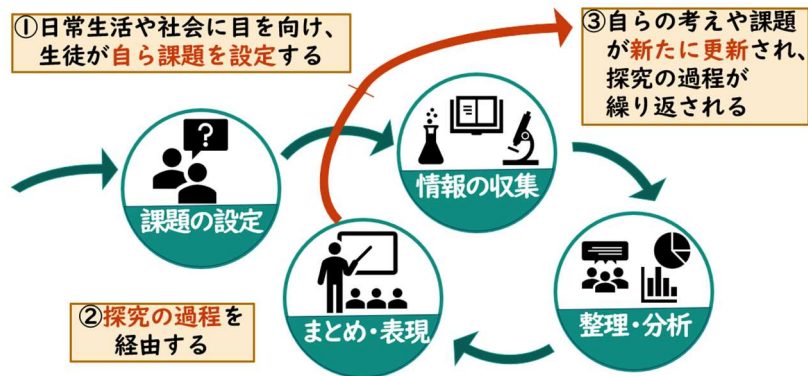 ①日常生活や社会に目を向け、
生徒が自ら課題を設定する
③自らの考えや課題
が新たに更新され、
探究の過程が
繰り返される
?
課題の設定
情報の収集
②探究の過程を
経由する
まとめ・表現
整理・分析